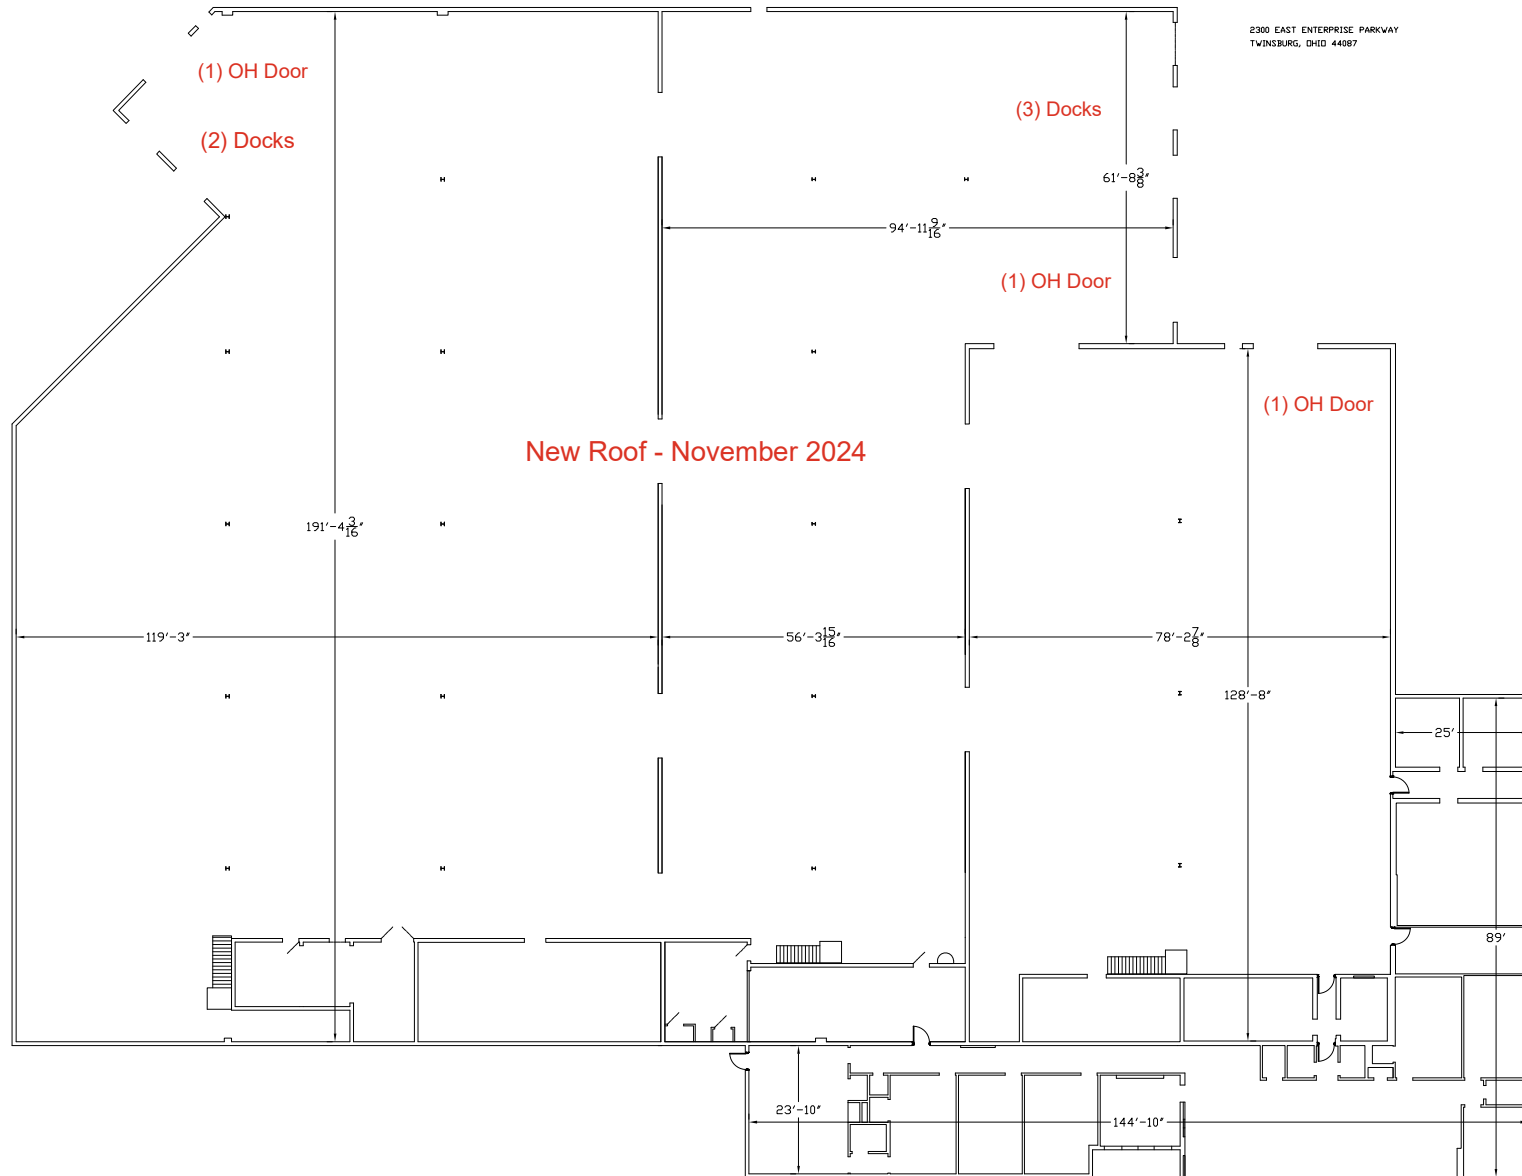 2300 EAST ENTERPRISE PARKWAY
TWINSBURG, OHIO 44087
(1) OH Door
(3) Docks
(2) Docks
61'-8 3/8"
94'-11 9/16"
(1) OH Door
(1) OH Door
New Roof - November 2024
191'-4 3/16"
119'-3"
56'-3 15/16"
78'-2 7/8"
128'-8"
25'
89'
23'-10"
144'-10"